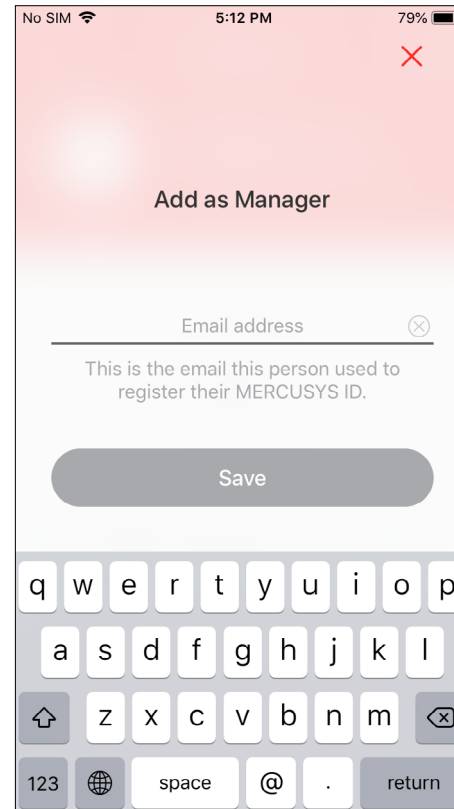 No SIM 5:12 PM 79%
Add as Manager
Email address
This is the email this person used to
register their MERCUSYS ID.
Save
q w e r t y u i o p
a s d f g h j k l
z x c v b n m
123 space @ . return